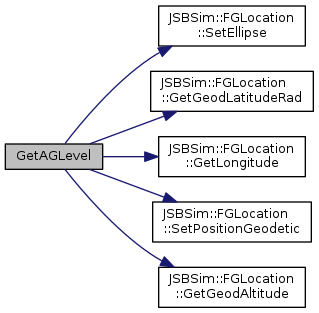 JSBSim::FGLocation
::SetEllipse
JSBSim::FGLocation
::GetGeodLatitudeRad
GetAGLevel
JSBSim::FGLocation
::GetLongitude
JSBSim::FGLocation
::SetPositionGeodetic
JSBSim::FGLocation
::GetGeodAltitude